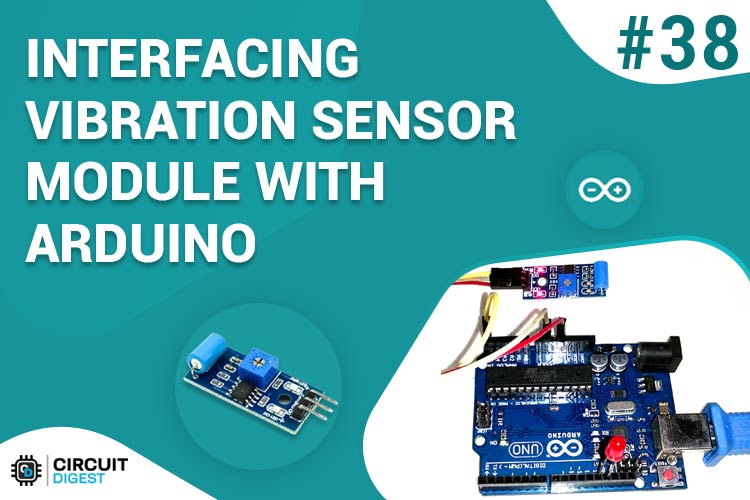 #38
INTERFACING
VIBRATION SENSOR
MODULE WITH
ARDUINO
UNO
ARDUINO
CIRCUIT
DIGEST